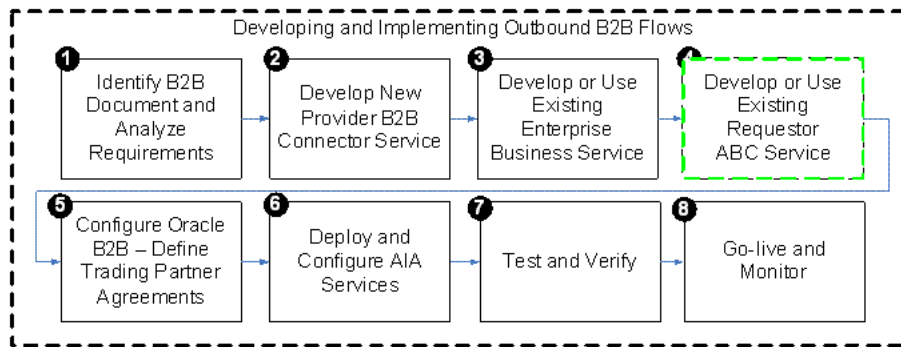 Developing and Implementing Outbound B2B Flows
1
Identify B2B
Document and
Analyze
Requirements
2
Develop New
Provider B2B
Connector Service
3
Develop or Use
Existing
Enterprise
Business Service
4
Develop or Use
Existing
Requestor
ABC Service
5
Configure Oracle
B2B – Define
Trading Partner
Agreements
6
Deploy and
Configure AIA
Services
7
Test and Verify
8
Go-live and
Monitor